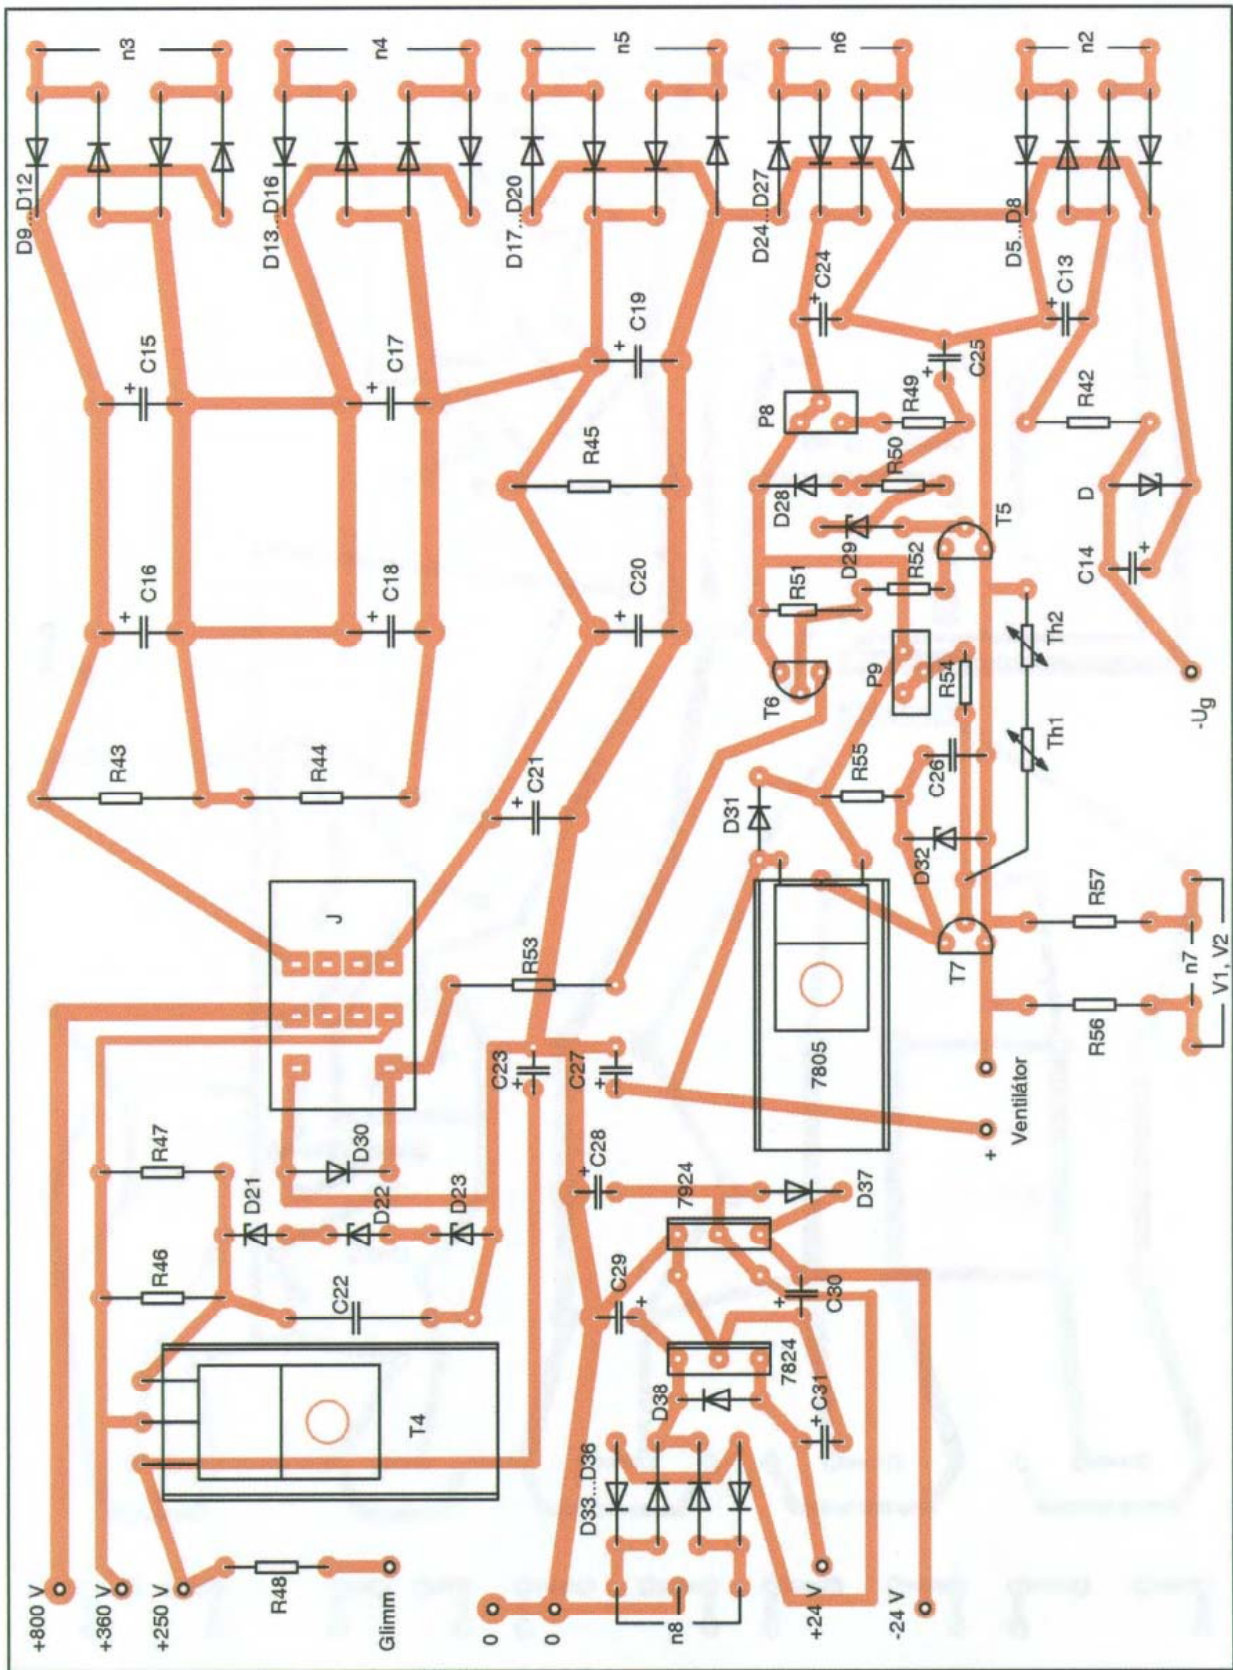 +800 V
+360 V
+250 V
R48
Glimm
0
0
n8
+24 V
-24 V
R46
R47
T4
C22
D21
D22
D23
D30
J
D33...D36
D38
7824
C31
C29
C30
7924
C28
D37
C23
C27
R53
7805
+
Ventilátor
R56
R57
n7
V1, V2
T7
D31
D32
R55
C26
R54
P9
T6
Th1
Th2
R43
R44
C21
C16
C18
C20
C15
C17
C19
R45
R51
R52
D29
D28
R50
R49
P8
T5
C14
D
R42
-Ug
C24
C25
C13
D9...D12
D13...D16
D17...D20
D24...D27
D5...D8
n3
n4
n5
n6
n2